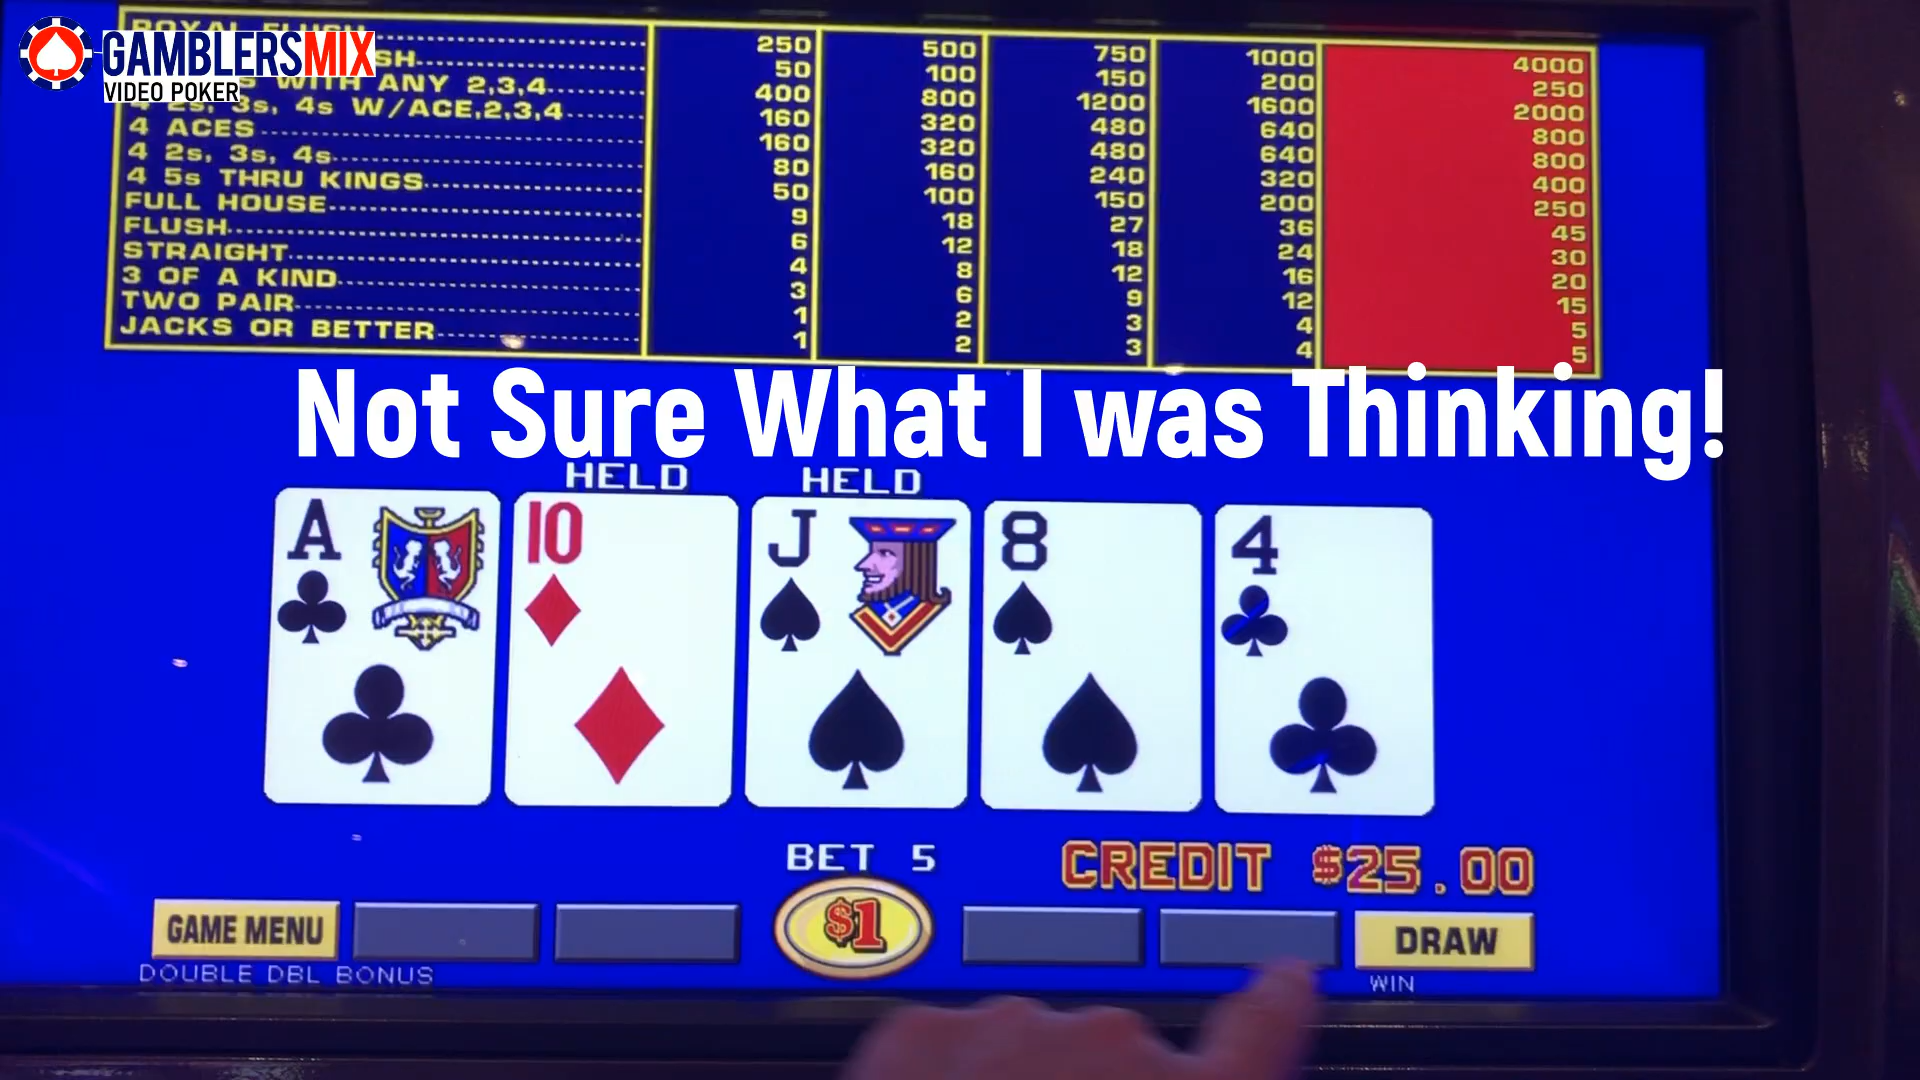 GAMBLERSMIX
VIDEO POKER
ROYAL FLUSH 250 500 750 1000 4000
SH 50 100 150 200 250
S WITH ANY 2,3,4 400 800 1200 1600 2000
4 2s, 3s, 4s W/ACE,2,3,4 160 320 480 640 800
4 ACES 160 320 480 640 800
4 2s, 3s, 4s 80 160 240 320 400
4 5s THRU KINGS 50 100 150 200 250
FULL HOUSE 9 18 27 36 45
FLUSH 6 12 18 24 30
STRAIGHT 4 8 12 16 20
3 OF A KIND 3 6 9 12 15
TWO PAIR 1 2 3 4 5
JACKS OR BETTER 1 2 3 4 5
Not Sure What I was Thinking!
HELD HELD
A 10 J 8 4
BET 5 CREDIT $25.00
GAME MENU $1 DRAW
DOUBLE DBL BONUS WIN